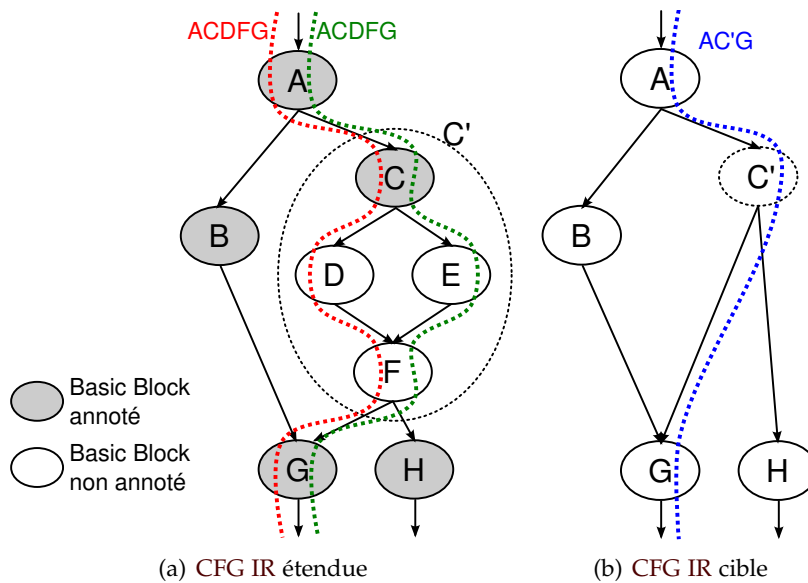 ACDFG
ACDFG
A
C'
C
B
D
E
F
G
H
Basic Block
annoté
Basic Block
non annoté
(a) CFG IR étendue
AC'G
A
C'
B
G
H
(b) CFG IR cible